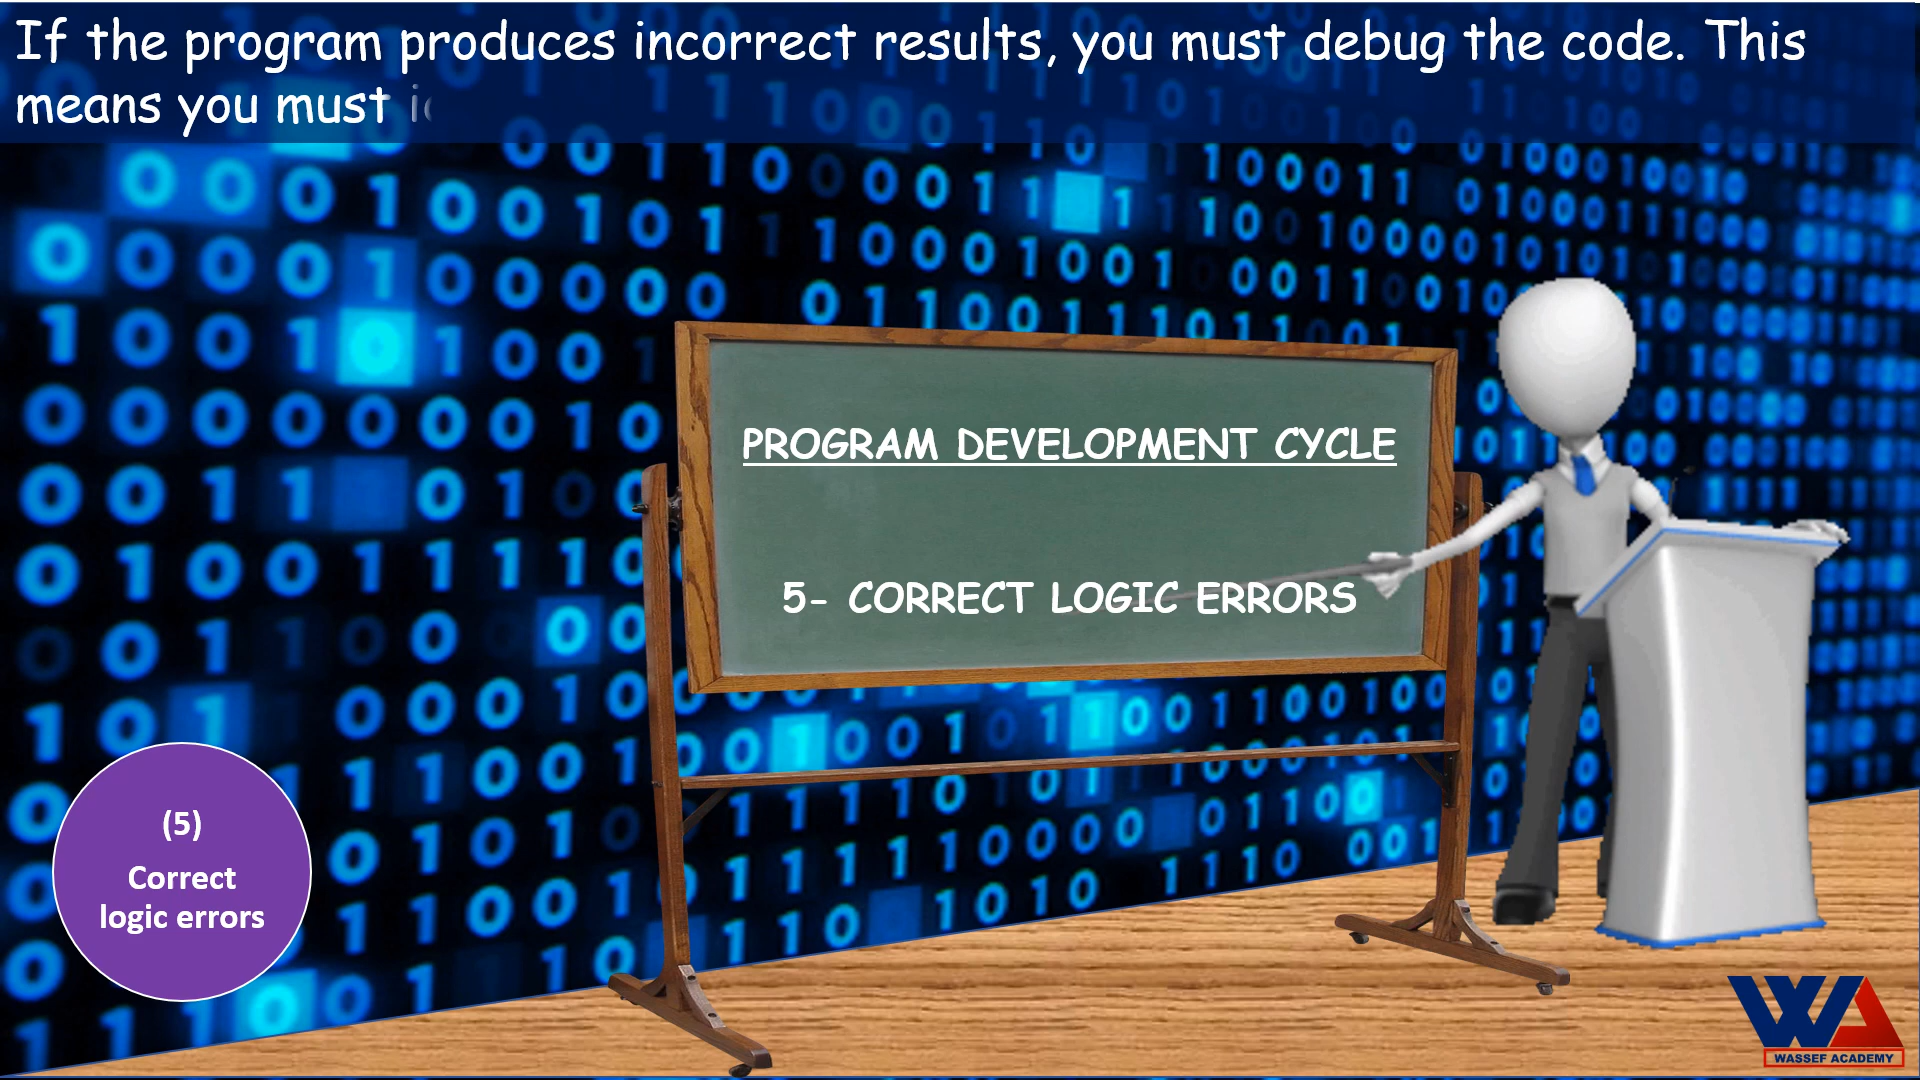 If the program produces incorrect results, you must debug the code. This
means you must
PROGRAM DEVELOPMENT CYCLE
5- CORRECT LOGIC ERRORS
(5)
Correct
logic errors
WA
WASSEF ACADEMY